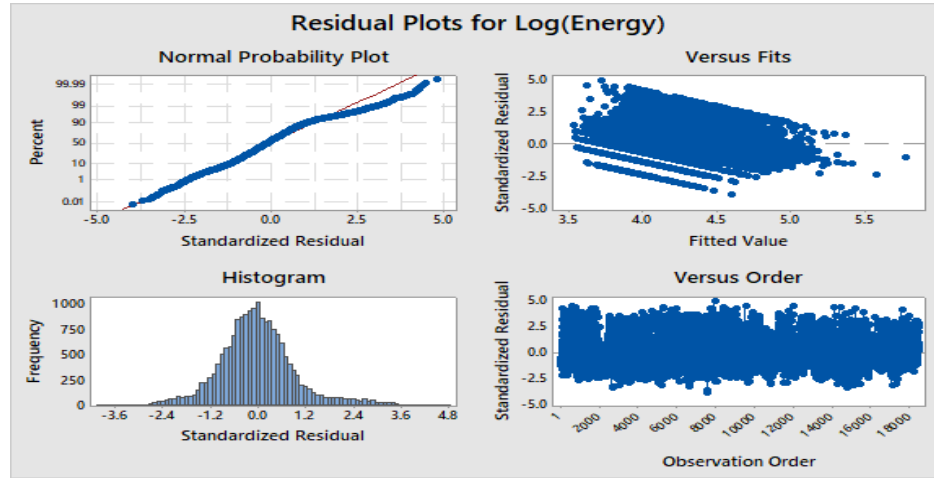 Residual Plots for Log(Energy)
Normal Probability Plot
Percent
99.99
99
90
50
10
1
0.01
-5.0 -2.5 0.0 2.5 5.0
Standardized Residual
Versus Fits
Standardized Residual
5.0
2.5
0.0
-2.5
-5.0
3.5 4.0 4.5 5.0 5.5
Fitted Value
Histogram
Frequency
1000
750
500
250
0
-3.6 -2.4 -1.2 0.0 1.2 2.4 3.6 4.8
Standardized Residual
Versus Order
Standardized Residual
5.0
2.5
0.0
-2.5
-5.0
1 2000 4000 6000 8000 10000 12000 14000 16000 18000
Observation Order